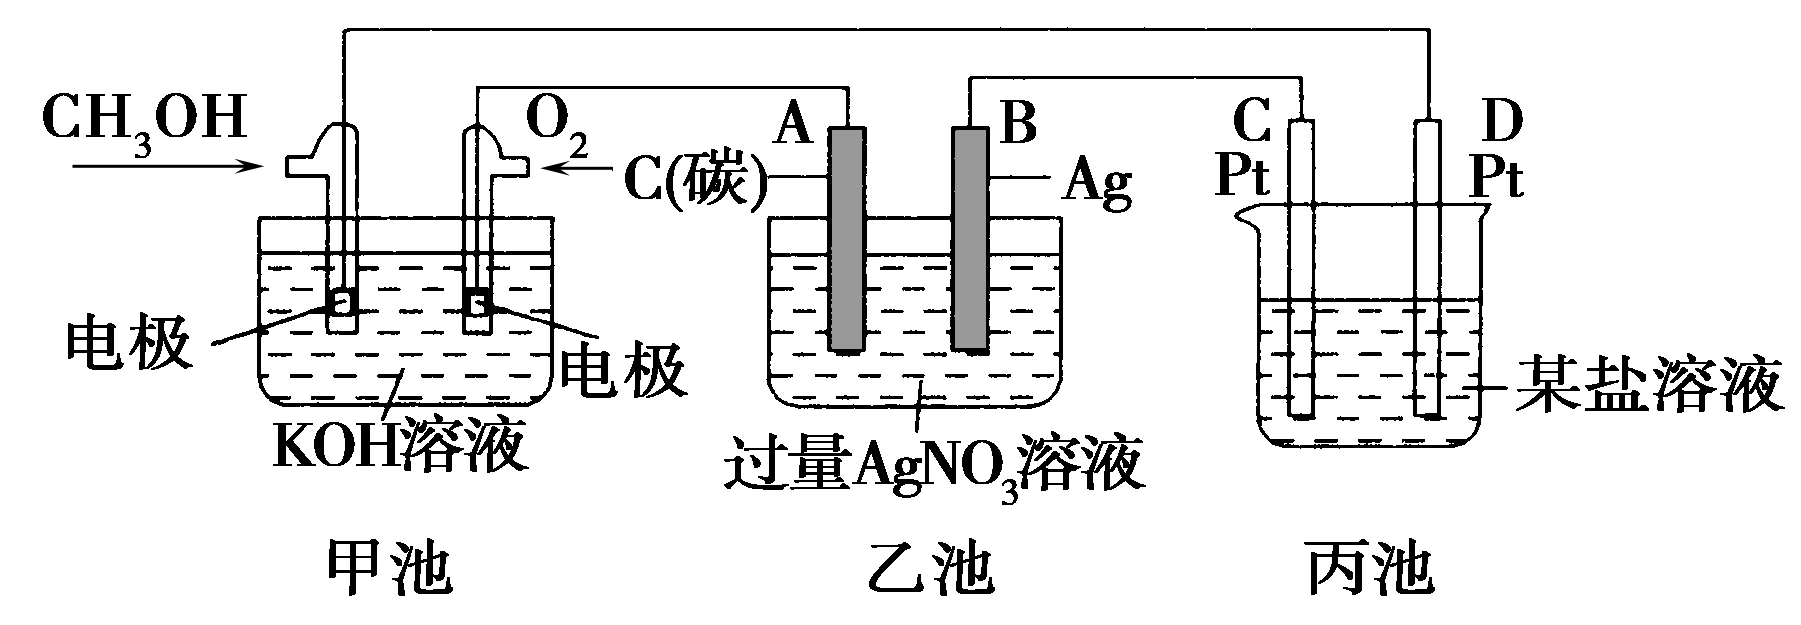 CH₃OH
O₂
A
B
C
D
C(碳)
Ag
Pt
Pt
电极
电极
KOH溶液
过量AgNO₃溶液
某盐溶液
甲池
乙池
丙池